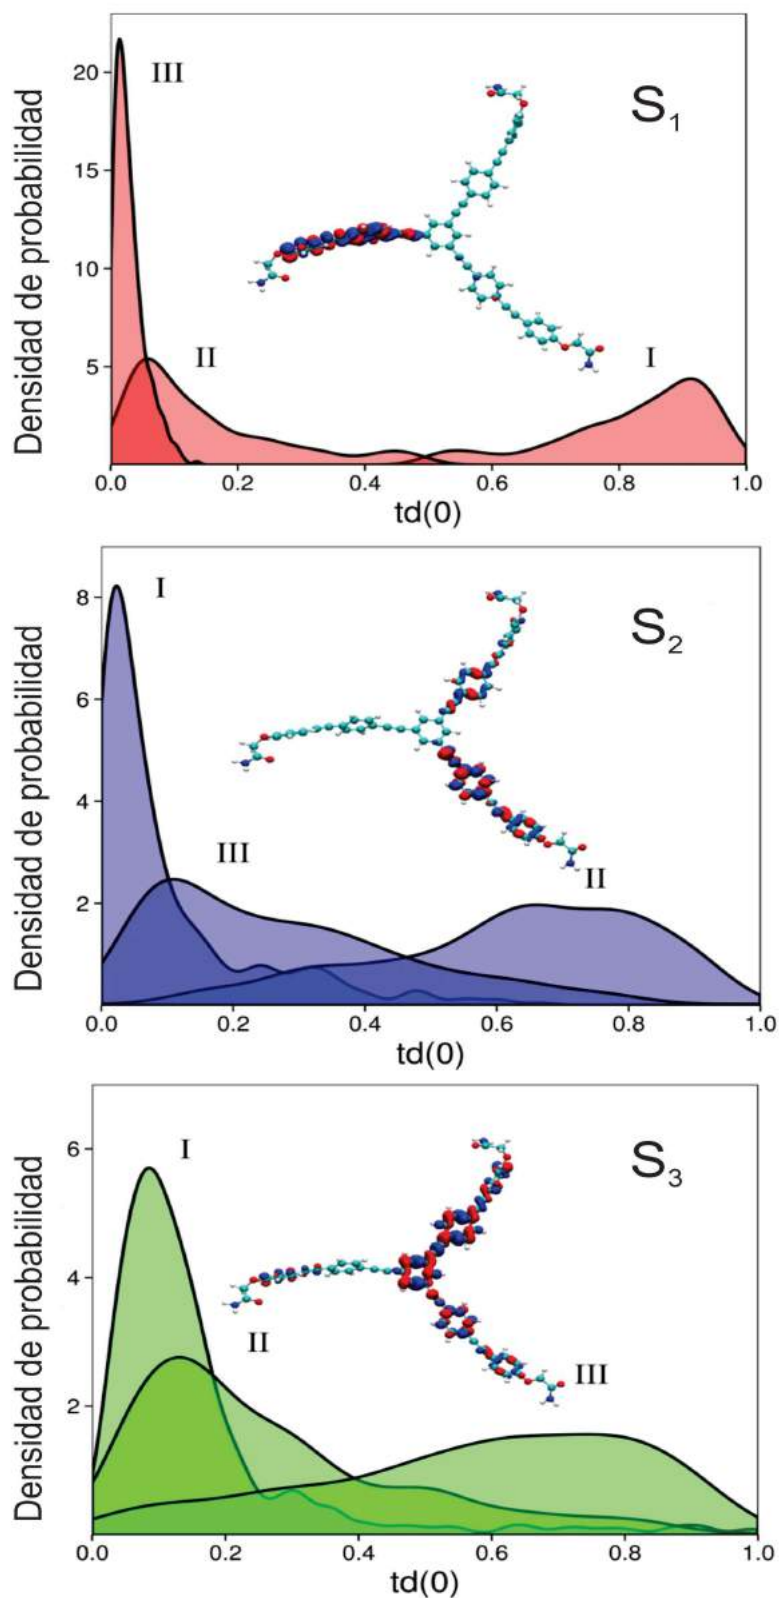 S1
III
II
I
20
15
10
5
0.0 0.2 0.4 0.6 0.8 1.0
td(0)
Densidad de probabilidad
S2
I
III
II
8
6
4
2
0.0 0.2 0.4 0.6 0.8 1.0
td(0)
Densidad de probabilidad
S3
I
II
III
6
4
2
0.0 0.2 0.4 0.6 0.8 1.0
td(0)
Densidad de probabilidad